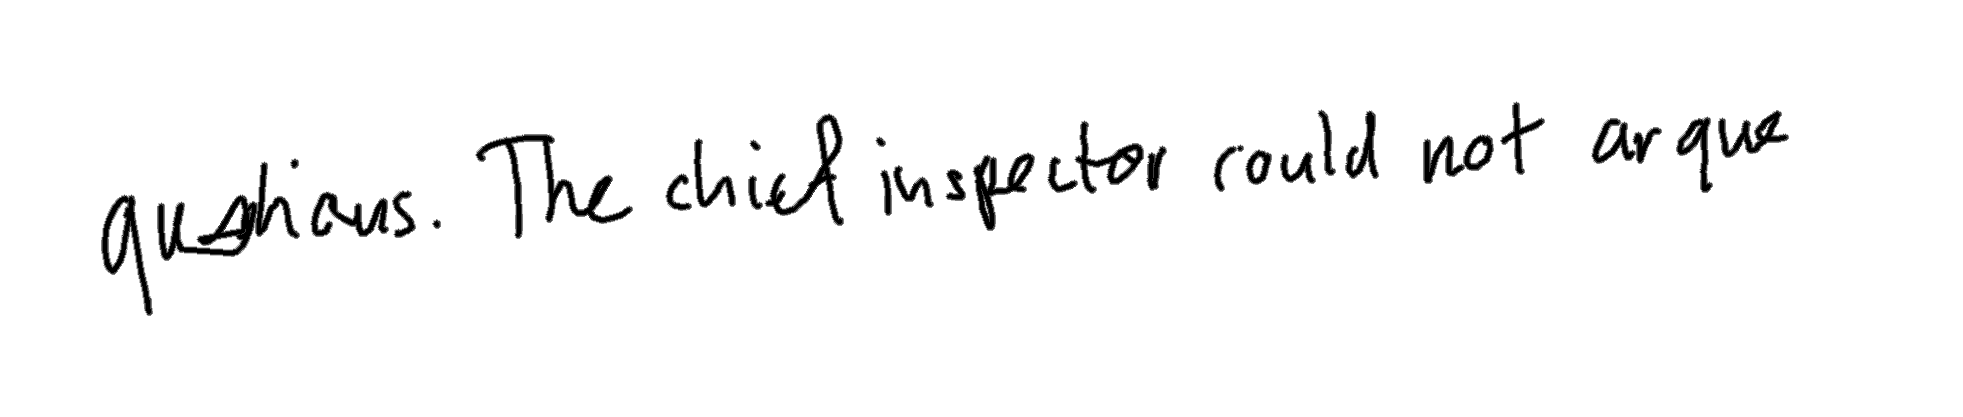 questions. The chief inspector could not argue